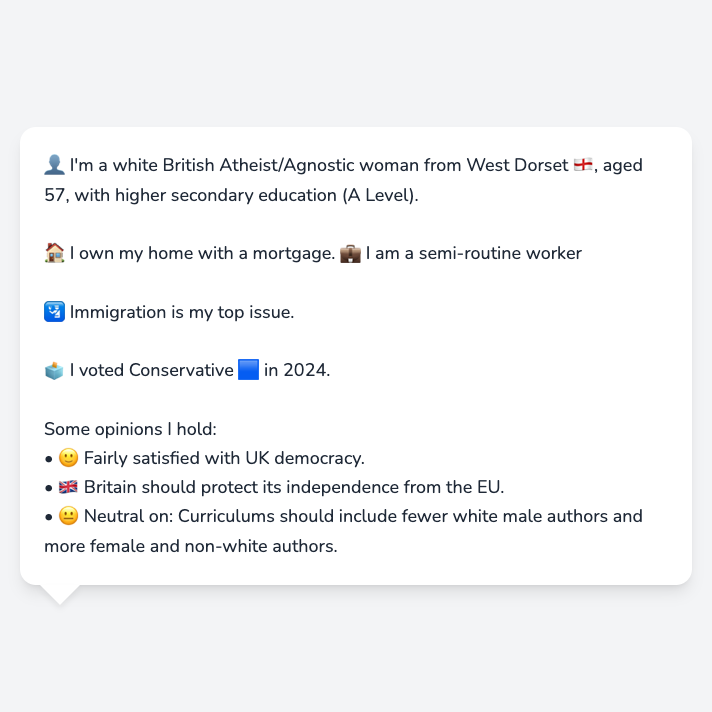 👤 I'm a white British Atheist/Agnostic woman from West Dorset 🏴󠁧󠁢󠁥󠁮󠁧󠁿, aged
57, with higher secondary education (A Level).
🏠 I own my home with a mortgage. 💼 I am a semi-routine worker
🛂 Immigration is my top issue.
🗳️ I voted Conservative 🟦 in 2024.
Some opinions I hold:
• 🙂 Fairly satisfied with UK democracy.
• 🇬🇧 Britain should protect its independence from the EU.
• 😐 Neutral on: Curriculums should include fewer white male authors and
more female and non-white authors.